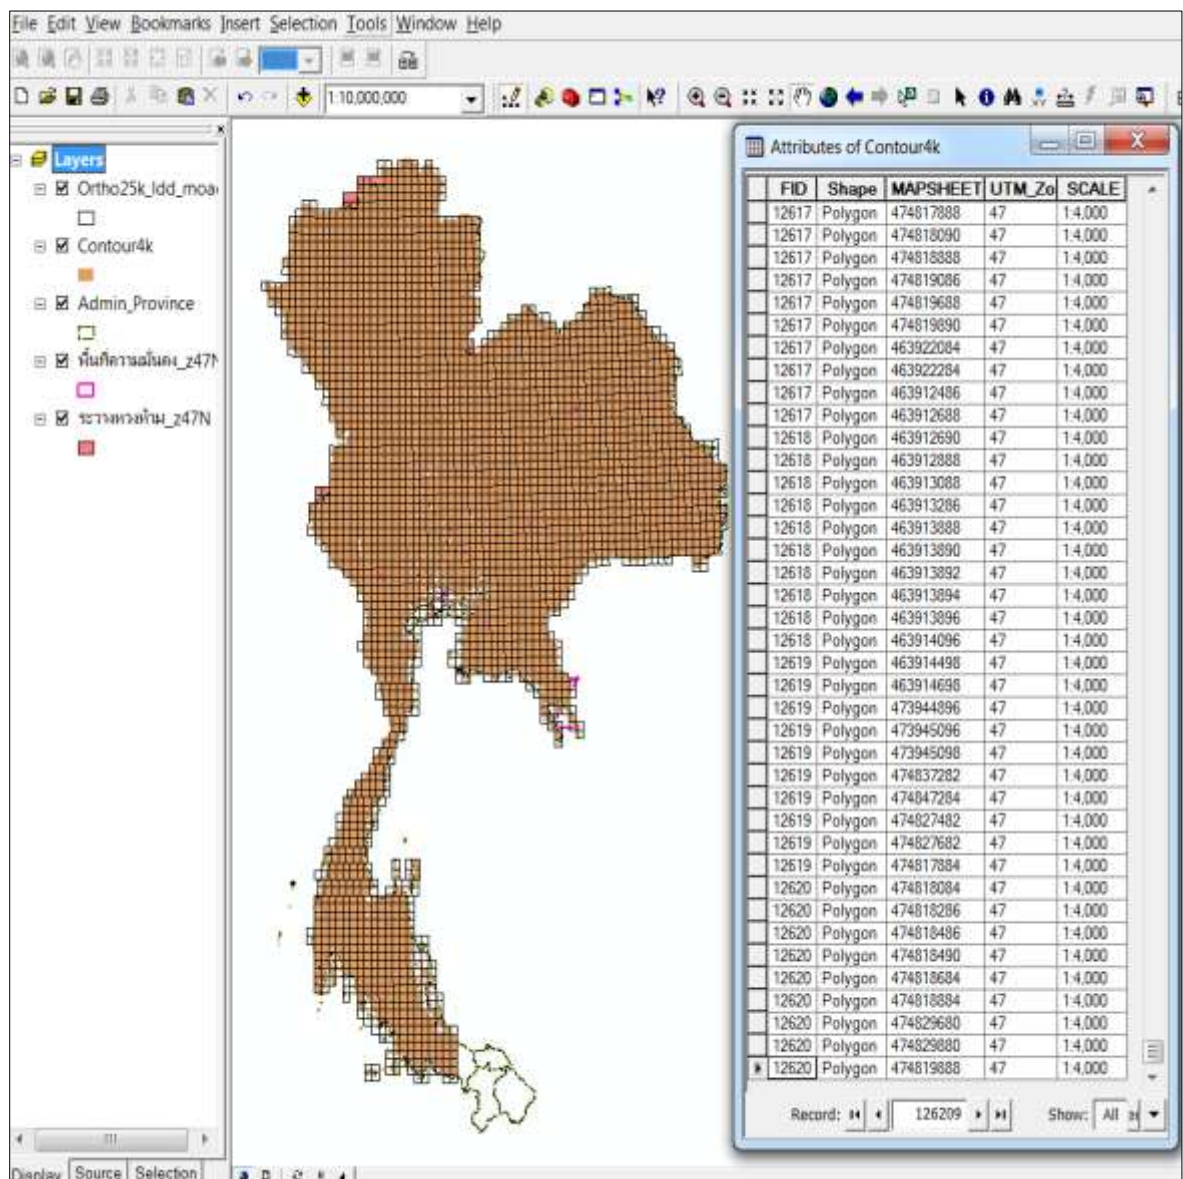 File Edit View Bookmarks Insert Selection Tools Window Help
1:10,000,000
Layers
Ortho25k_ldd_moa
Contour4k
Admin_Province
พื้นที่ความมั่นคง_z47N
ระวางหวงห้าม_z47N
Display Source Selection
Attributes of Contour4k
FID Shape MAPSHEET UTM_Zo SCALE
12617 Polygon 474817888 47 1:4,000
12617 Polygon 474818090 47 1:4,000
12617 Polygon 474818888 47 1:4,000
12617 Polygon 474819086 47 1:4,000
12617 Polygon 474819688 47 1:4,000
12617 Polygon 474819890 47 1:4,000
12617 Polygon 463922084 47 1:4,000
12617 Polygon 463922284 47 1:4,000
12617 Polygon 463912486 47 1:4,000
12617 Polygon 463912688 47 1:4,000
12618 Polygon 463912690 47 1:4,000
12618 Polygon 463912888 47 1:4,000
12618 Polygon 463913088 47 1:4,000
12618 Polygon 463913286 47 1:4,000
12618 Polygon 463913888 47 1:4,000
12618 Polygon 463913890 47 1:4,000
12618 Polygon 463913892 47 1:4,000
12618 Polygon 463913894 47 1:4,000
12618 Polygon 463913896 47 1:4,000
12618 Polygon 463914096 47 1:4,000
12619 Polygon 463914498 47 1:4,000
12619 Polygon 463914698 47 1:4,000
12619 Polygon 473944896 47 1:4,000
12619 Polygon 473945096 47 1:4,000
12619 Polygon 473945098 47 1:4,000
12619 Polygon 474837282 47 1:4,000
12619 Polygon 474847284 47 1:4,000
12619 Polygon 474827482 47 1:4,000
12619 Polygon 474827682 47 1:4,000
12619 Polygon 474817884 47 1:4,000
12620 Polygon 474818084 47 1:4,000
12620 Polygon 474818286 47 1:4,000
12620 Polygon 474818486 47 1:4,000
12620 Polygon 474818490 47 1:4,000
12620 Polygon 474818684 47 1:4,000
12620 Polygon 474818884 47 1:4,000
12620 Polygon 474829680 47 1:4,000
12620 Polygon 474829880 47 1:4,000
12620 Polygon 474819888 47 1:4,000
Record: 126209 Show: All